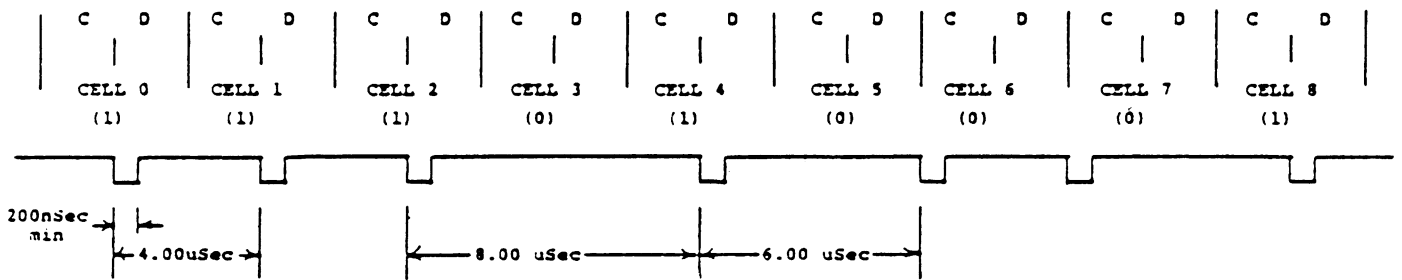 C D C D C D C D C D C D C D C D C D
CELL 0 CELL 1 CELL 2 CELL 3 CELL 4 CELL 5 CELL 6 CELL 7 CELL 8
(1) (1) (1) (0) (1) (0) (0) (0) (1)
200nSec
min
4.00uSec 8.00 uSec 6.00 uSec